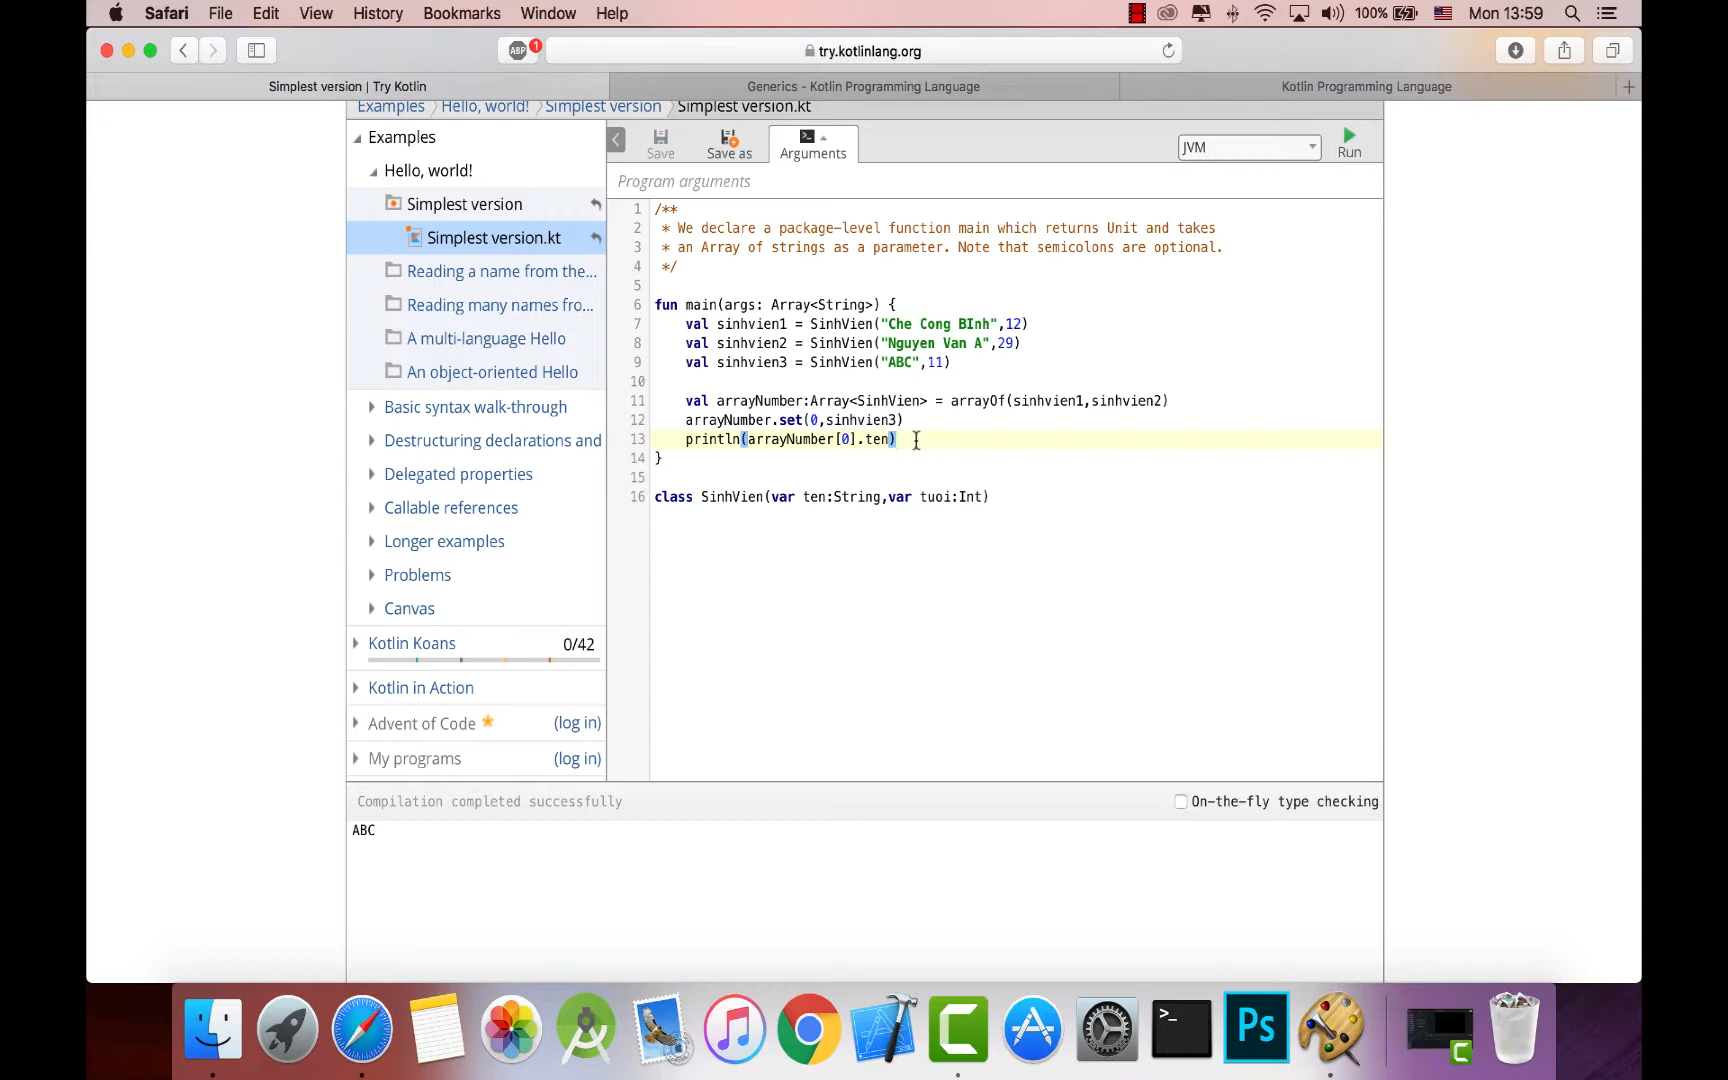 Safari File Edit View History Bookmarks Window Help 100% Mon 13:59
ABP 1 try.kotlinlang.org
Simplest version | Try Kotlin Generics - Kotlin Programming Language Kotlin Programming Language
Examples Hello, world! Simplest version Simplest version.kt
Examples
Hello, world!
Simplest version
Simplest version.kt
Reading a name from the...
Reading many names fro...
A multi-language Hello
An object-oriented Hello
Basic syntax walk-through
Destructuring declarations and
Delegated properties
Callable references
Longer examples
Problems
Canvas
Kotlin Koans 0/42
Kotlin in Action
Advent of Code (log in)
My programs (log in)
Save Save as Arguments JVM Run
Program arguments
1 /**
2 * We declare a package-level function main which returns Unit and takes
3 * an Array of strings as a parameter. Note that semicolons are optional.
4 */
5
6 fun main(args: Array<String>) {
7 val sinhvien1 = SinhVien("Che Cong BInh",12)
8 val sinhvien2 = SinhVien("Nguyen Van A",29)
9 val sinhvien3 = SinhVien("ABC",11)
10
11 val arrayNumber:Array<SinhVien> = arrayOf(sinhvien1,sinhvien2)
12 arrayNumber.set(0,sinhvien3)
13 println(arrayNumber[0].ten)
14 }
15
16 class SinhVien(var ten:String,var tuoi:Int)
Compilation completed successfully On-the-fly type checking
ABC
>_ Ps